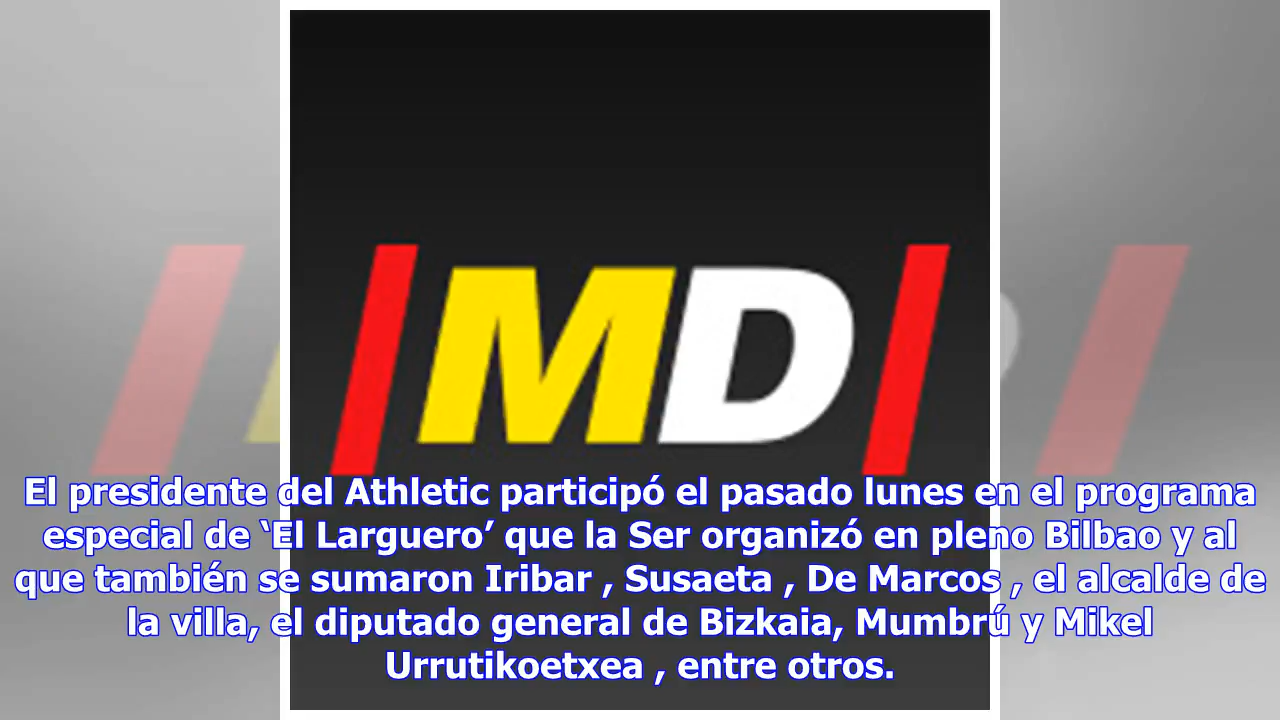 MD
El presidente del Athletic participó el pasado lunes en el programa
especial de ‘El Larguero’ que la Ser organizó en pleno Bilbao y al
que también se sumaron Iribar , Susaeta , De Marcos , el alcalde de
la villa, el diputado general de Bizkaia, Mumbrú y Mikel
Urrutikoetxea , entre otros.